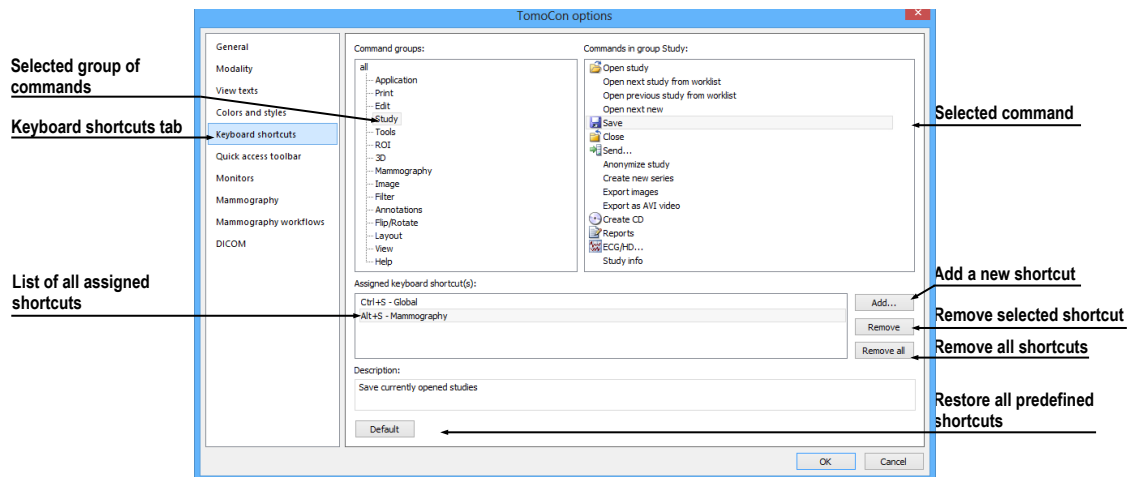 TomoCon options
Selected group of
commands
Keyboard shortcuts tab
List of all assigned
shortcuts
General
Modality
View texts
Colors and styles
Keyboard shortcuts
Quick access toolbar
Monitors
Mammography
Mammography workflows
DICOM
Command groups:
all
Application
Print
Edit
Study
Tools
ROI
3D
Mammography
Image
Filter
Annotations
Flip/Rotate
Layout
View
Help
Commands in group Study:
Open study
Open next study from worklist
Open previous study from worklist
Open next new
Save
Close
Send...
Anonymize study
Create new series
Export images
Export as AVI video
Create CD
Reports
ECG/HD...
Study info
Assigned keyboard shortcut(s):
Ctrl+S - Global
Alt+S - Mammography
Add...
Remove
Remove all
Description:
Save currently opened studies
Default
OK
Cancel
Selected command
Add a new shortcut
Remove selected shortcut
Remove all shortcuts
Restore all predefined
shortcuts